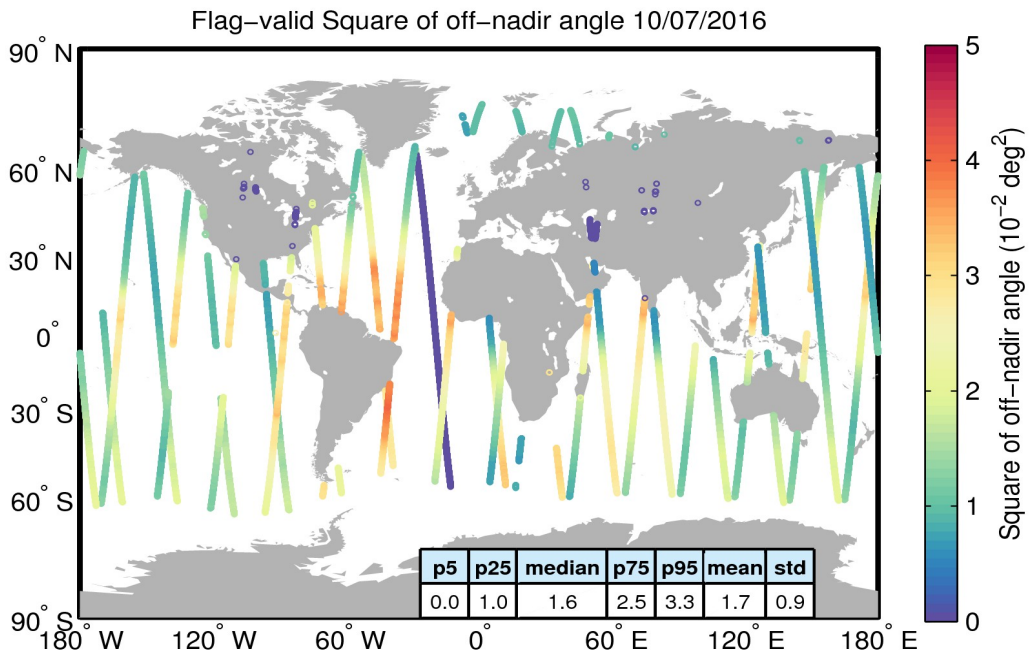 Flag−valid Square of off−nadir angle 10/07/2016
90° N
60° N
30° N
0°
30° S
60° S
90° S
180° W
120° W
60° W
0°
60° E
120° E
180° E
p5 p25 median p75 p95 mean std
0.0 1.0 1.6 2.5 3.3 1.7 0.9
5
4
3
2
1
0
Square of off−nadir angle (10⁻² deg²)